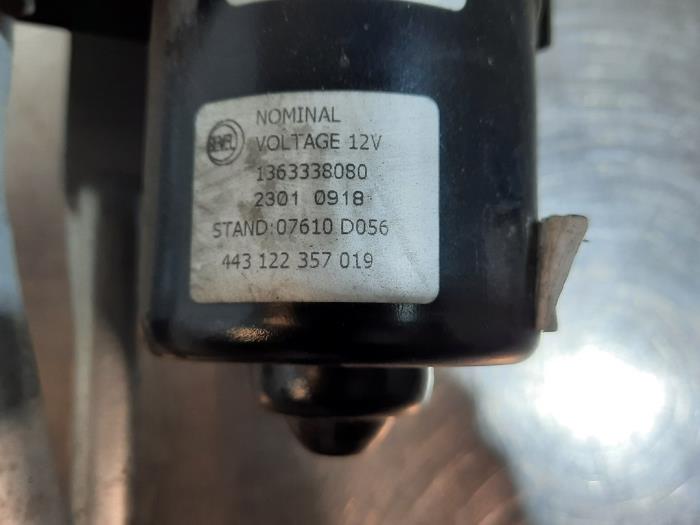 NOMINAL
VOLTAGE 12V
1363338080
2301 0918
STAND:07610 D056
443 122 357 019